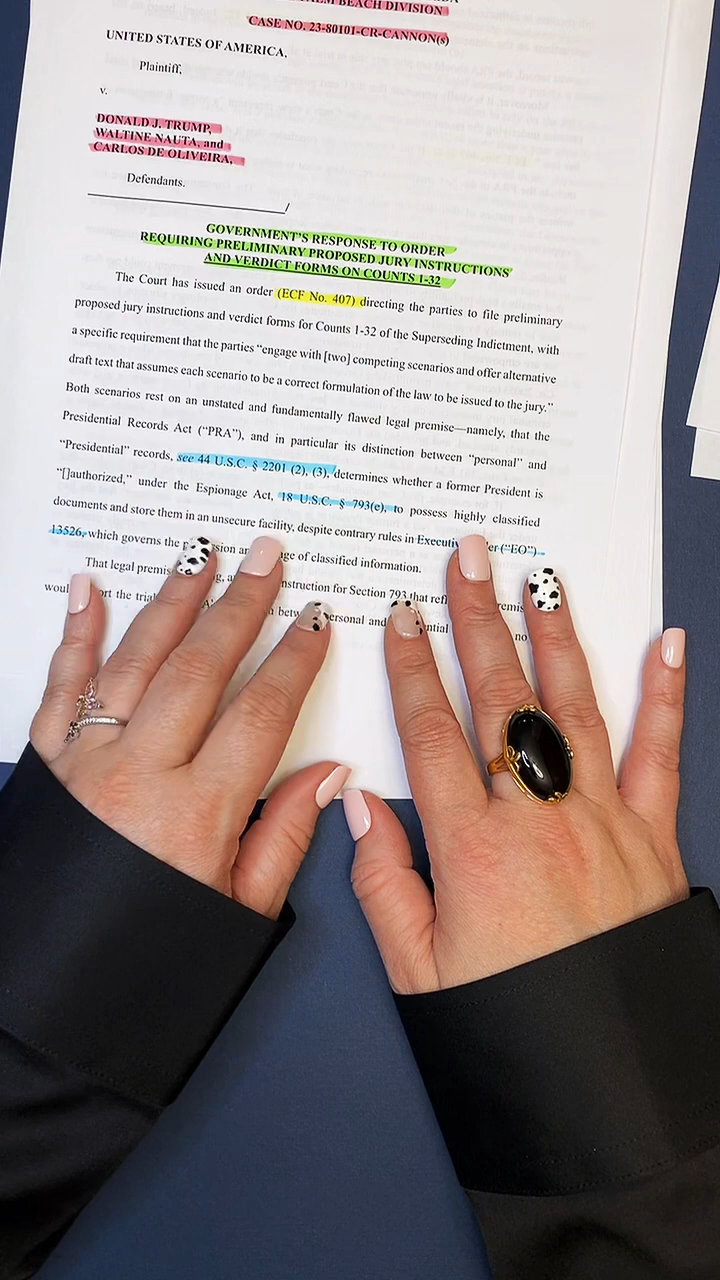 PALM BEACH DIVISION
CASE NO. 23-80101-CR-CANNON(s)
UNITED STATES OF AMERICA,
Plaintiff,
v.
DONALD J. TRUMP,
WALTINE NAUTA, and
CARLOS DE OLIVEIRA,
Defendants.
/
GOVERNMENT'S RESPONSE TO ORDER
REQUIRING PRELIMINARY PROPOSED JURY INSTRUCTIONS
AND VERDICT FORMS ON COUNTS 1-32
The Court has issued an order (ECF No. 407) directing the parties to file preliminary
proposed jury instructions and verdict forms for Counts 1-32 of the Superseding Indictment, with
a specific requirement that the parties “engage with [two] competing scenarios and offer alternative
draft text that assumes each scenario to be a correct formulation of the law to be issued to the jury.”
Both scenarios rest on an unstated and fundamentally flawed legal premise—namely, that the
Presidential Records Act (“PRA”), and in particular its distinction between “personal” and
“Presidential” records, see 44 U.S.C. § 2201 (2), (3), determines whether a former President is
“[]authorized,” under the Espionage Act, 18 U.S.C. § 793(e), to possess highly classified
documents and store them in an unsecure facility, despite contrary rules in (“EO”)
13526, which governs the of classified information.
That legal for Section 793 that
the and no